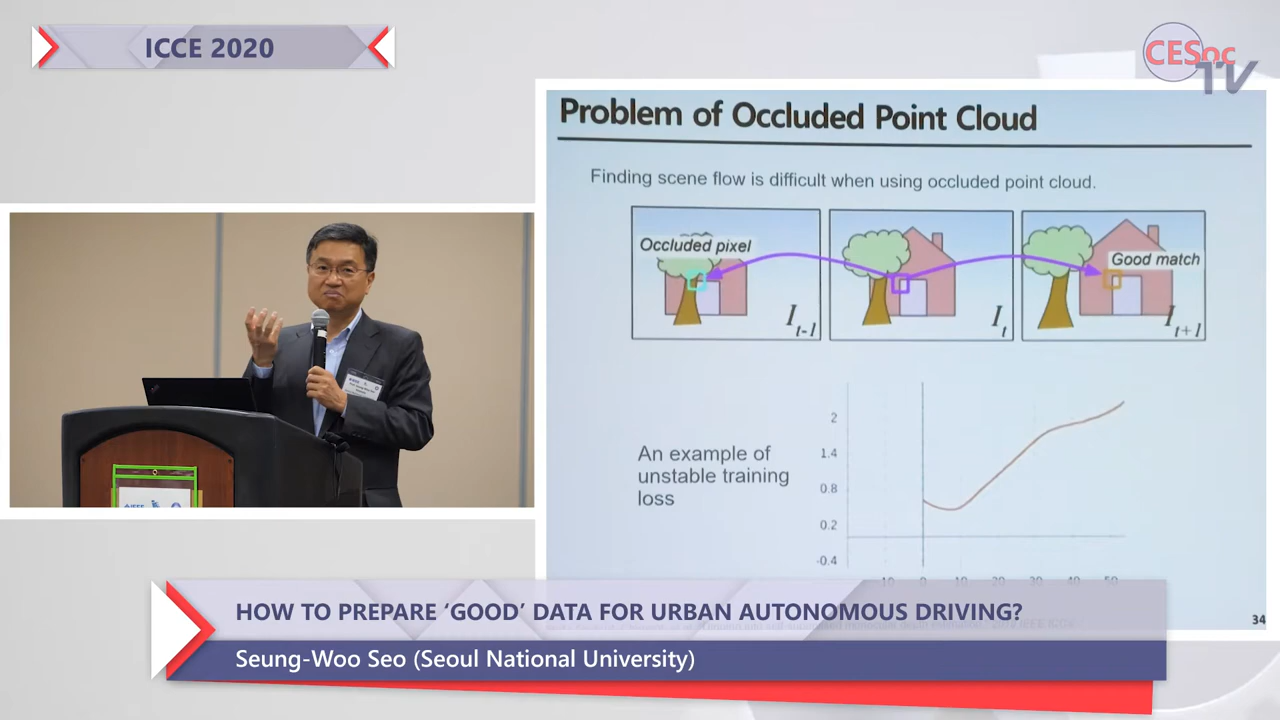 ICCE 2020
CESoc
TV
Problem of Occluded Point Cloud
Finding scene flow is difficult when using occluded point cloud.
Occluded pixel
Good match
I t-1
I t
I t+1
An example of
unstable training
loss
2
1.4
0.8
0.2
-0.4
10 0 10 20 30 40 50
34
IEEE
HOW TO PREPARE ‘GOOD’ DATA FOR URBAN AUTONOMOUS DRIVING?
Seung-Woo Seo (Seoul National University)